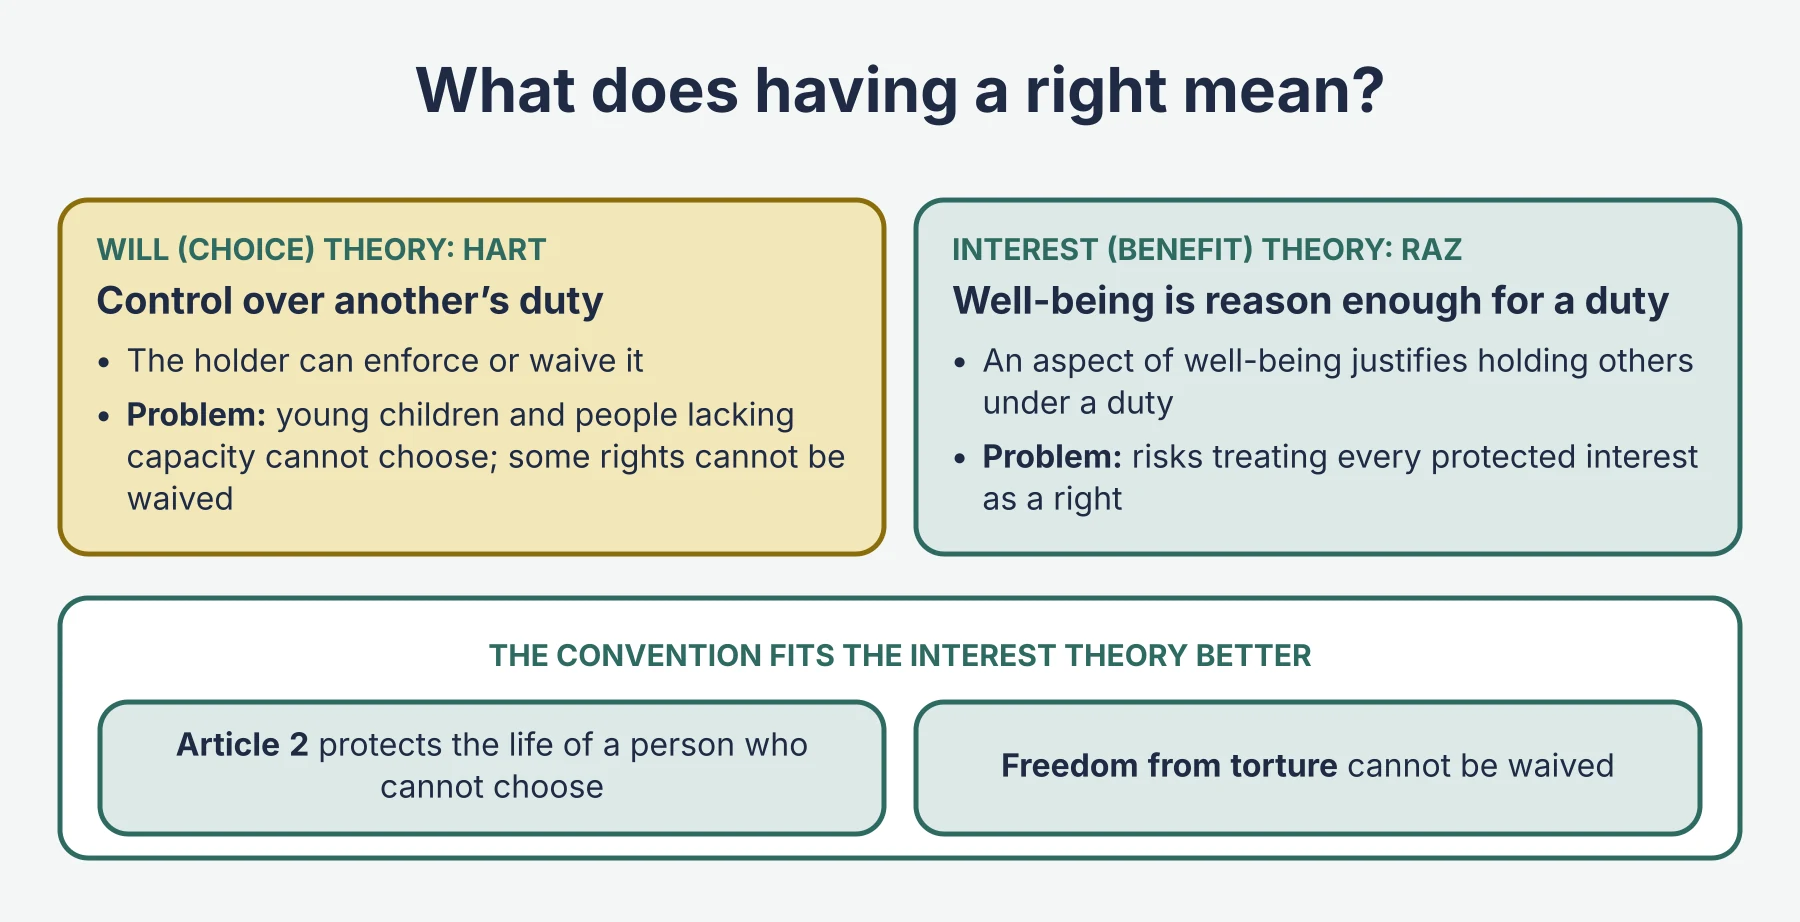 What does having a right mean?
WILL (CHOICE) THEORY: HART
Control over another’s duty
• The holder can enforce or waive it
• Problem: young children and people lacking
capacity cannot choose; some rights cannot be
waived
INTEREST (BENEFIT) THEORY: RAZ
Well-being is reason enough for a duty
• An aspect of well-being justifies holding others
under a duty
• Problem: risks treating every protected interest
as a right
THE CONVENTION FITS THE INTEREST THEORY BETTER
Article 2 protects the life of a person who
cannot choose
Freedom from torture cannot be waived